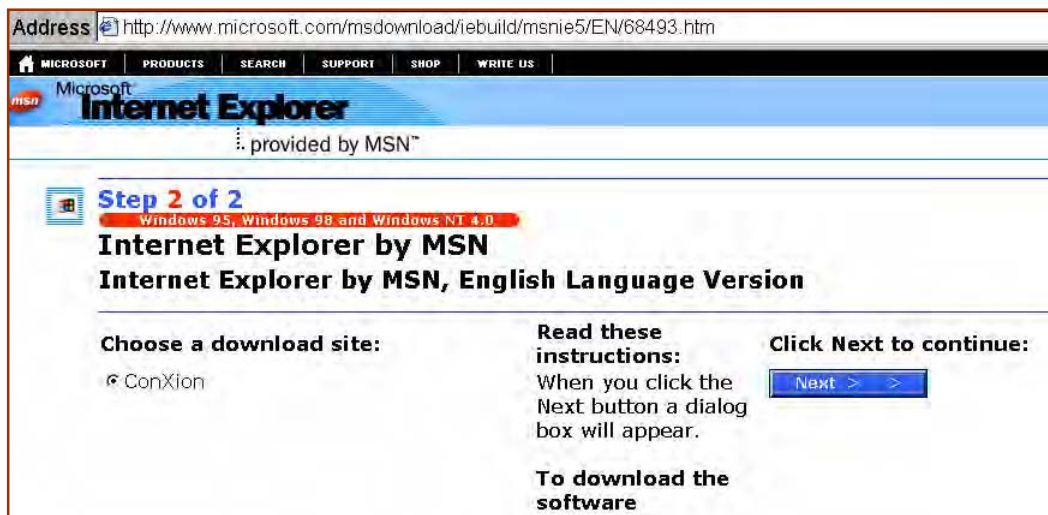 Address http://www.microsoft.com/msdownload/iebuild/msnie5/EN/68493.htm
MICROSOFT PRODUCTS SEARCH SUPPORT SHOP WRITE US
msn Microsoft
Internet Explorer
provided by MSN™
Step 2 of 2
Windows 95, Windows 98 and Windows NT 4.0
Internet Explorer by MSN
Internet Explorer by MSN, English Language Version
Choose a download site:
ConXion
Read these
instructions:
When you click the
Next button a dialog
box will appear.
To download the
software
Click Next to continue:
Next > >